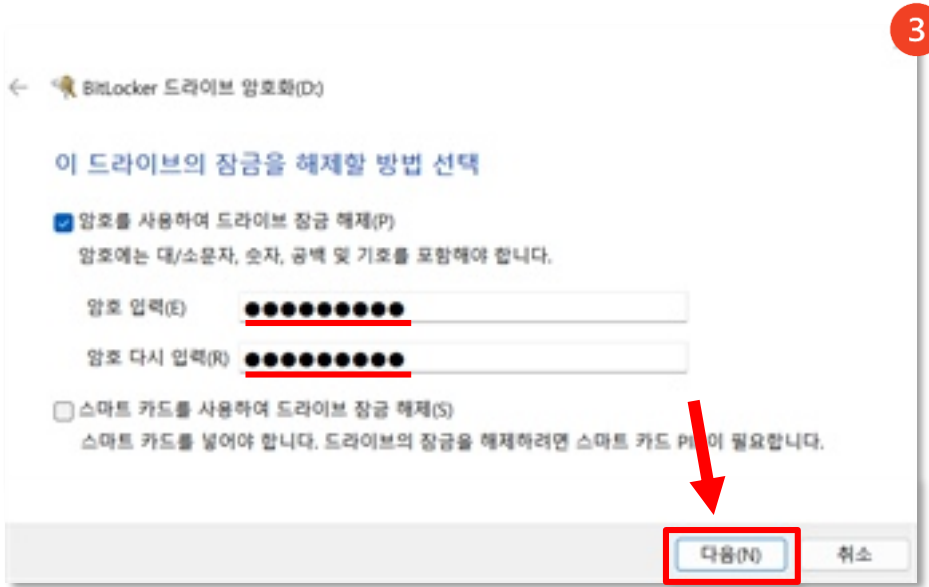 3
← BitLocker 드라이브 암호화(D:)
이 드라이브의 잠금을 해제할 방법 선택
암호를 사용하여 드라이브 잠금 해제(P)
암호에는 대/소문자, 숫자, 공백 및 기호를 포함해야 합니다.
암호 입력(E) ●●●●●●●●●
암호 다시 입력(R) ●●●●●●●●●
스마트 카드를 사용하여 드라이브 잠금 해제(S)
스마트 카드를 넣어야 합니다. 드라이브의 잠금을 해제하려면 스마트 카드 이 필요합니다.
다음(N) 취소